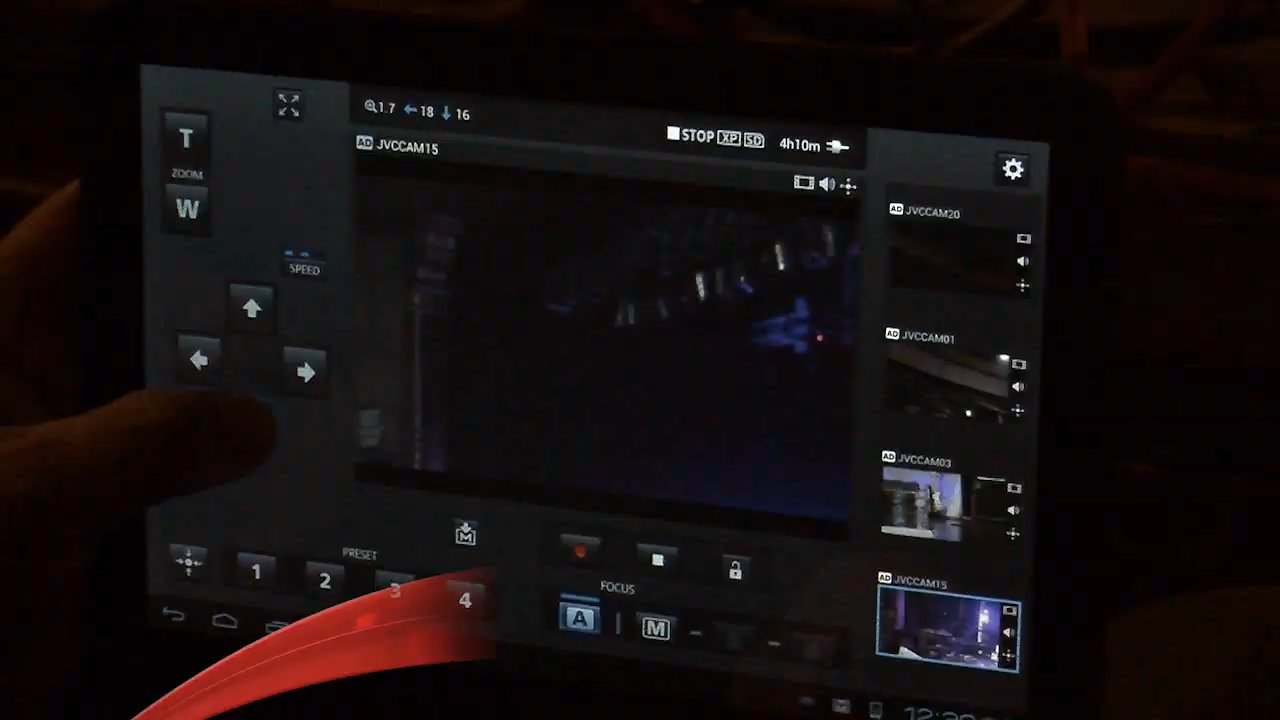 T
ZOOM
W
SPEED
1.7 18 16
AD JVCCAM15
STOP XP SD 4h10m
AD JVCCAM20
AD JVCCAM01
AD JVCCAM03
AD JVCCAM15
PRESET
M
1 2 3 4
FOCUS
A M